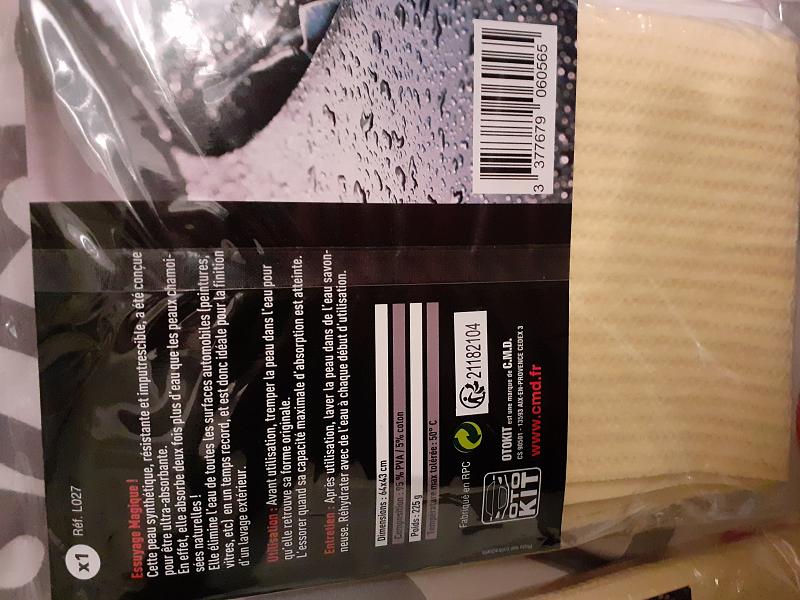 x1
Réf. L027
Essuyage Magique !
Cette peau synthétique, résistante et imputrescible, a été conçue
pour être ultra-absorbante.
En effet, elle absorbe deux fois plus d'eau que les peaux chamoi-
sées naturelles !
Elle élimine l'eau de toutes les surfaces automobiles (peintures,
vitres, etc) en un temps record, et est donc idéale pour la finition
d'un lavage extérieur.
Utilisation : Avant utilisation, tremper la peau dans l'eau pour
qu'elle retrouve sa forme originale.
L'essorer quand sa capacité maximale d'absorption est atteinte.
Entretien : Après utilisation, laver la peau dans de l'eau savon-
neuse. Réhydrater avec de l'eau à chaque début d'utilisation.
Dimensions : 64x43 cm
Composition : 95 % PVA / 5% coton
Poids : 225 g
Température max tolérée : 50° C
Fabriqué en RPC
21182104
OTO
KIT
OTOKIT est une marque de C.M.D.
CS 90501 - 13593 AIX-EN-PROVENCE CEDEX 3
www.cmd.fr
3 377679 060565